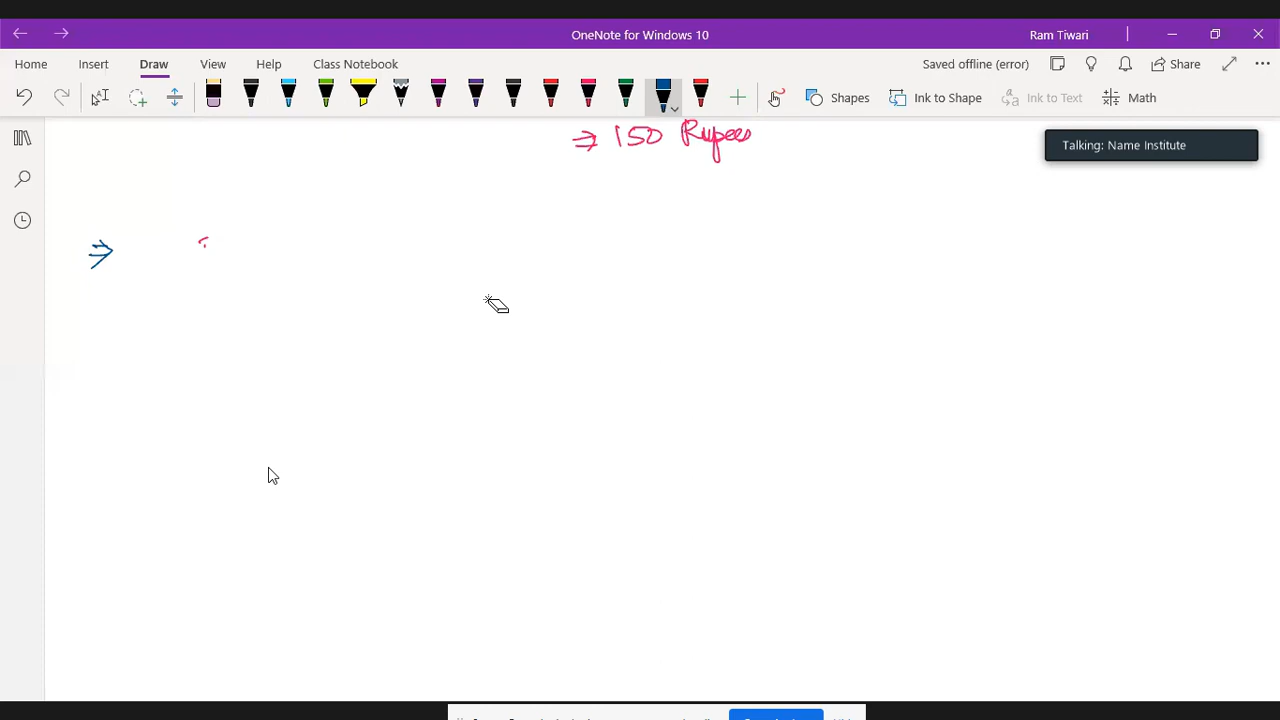 OneNote for Windows 10
Ram Tiwari
Home Insert Draw View Help Class Notebook
Saved offline (error) Share
Shapes Ink to Shape Ink to Text Math
⇒ 150 Rupees
Talking: Name Institute
⇒